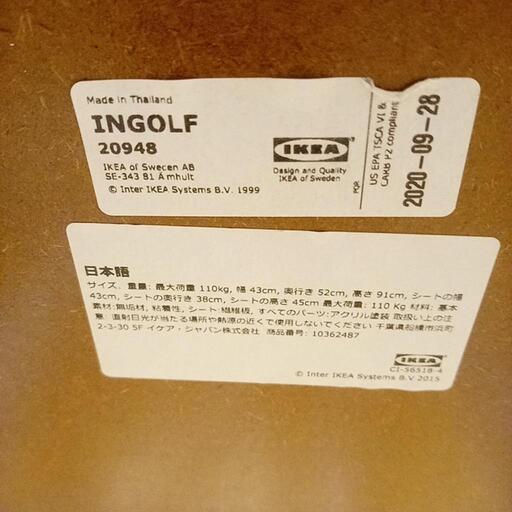 Made in Thailand
INGOLF
20948
IKEA of Sweden AB
SE-343 81 Älmhult
© Inter IKEA Systems B.V. 1999
IKEA
Design and Quality
IKEA of Sweden
PQR
US EPA TSCA VI &
CARB P2 compliant
2020-09-28
日本語
サイズ、重量: 最大荷重 110kg, 幅 43cm, 奥行き 52cm, 高さ 91cm, シートの幅
43cm, シートの奥行き 38cm, シートの高さ 45cm 最大荷重: 110 Kg 材料: 基本
素材:無垢材, 粘着性, シート:繊維板, すべてのパーツ:アクリル塗装 取扱い上の注
意: 直射日光が当たる場所や熱源の近くで使用しないでください 千葉県船橋市浜町
2-3-30 5F イケア・ジャパン株式会社 商品番号: 10362487
IKEA
CI-56518-4
© Inter IKEA Systems B.V 2015